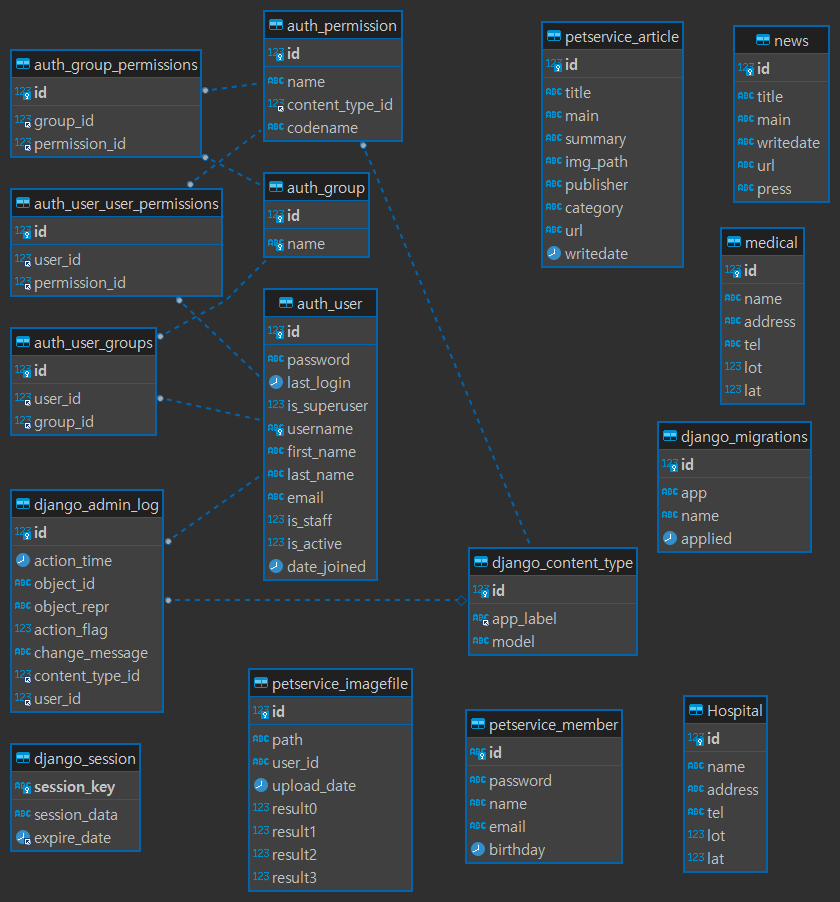 auth_group_permissions
123 id
123 group_id
123 permission_id
auth_permission
123 id
ABC name
123 content_type_id
ABC codename
auth_user_user_permissions
123 id
123 user_id
123 permission_id
auth_group
123 id
ABC name
auth_user_groups
123 id
123 user_id
123 group_id
auth_user
123 id
ABC password
last_login
123 is_superuser
ABC username
ABC first_name
ABC last_name
ABC email
123 is_staff
123 is_active
date_joined
django_admin_log
123 id
action_time
ABC object_id
ABC object_repr
123 action_flag
ABC change_message
123 content_type_id
123 user_id
django_session
ABC session_key
ABC session_data
expire_date
petservice_article
123 id
ABC title
ABC main
ABC summary
ABC img_path
ABC publisher
ABC category
ABC url
writedate
news
123 id
ABC title
ABC main
ABC writedate
ABC url
ABC press
medical
123 id
ABC name
ABC address
ABC tel
123 lot
123 lat
django_migrations
123 id
ABC app
ABC name
applied
django_content_type
123 id
ABC app_label
ABC model
petservice_imagefile
123 id
ABC path
ABC user_id
upload_date
123 result0
123 result1
123 result2
123 result3
petservice_member
ABC id
ABC password
ABC name
ABC email
birthday
Hospital
123 id
ABC name
ABC address
ABC tel
123 lot
123 lat